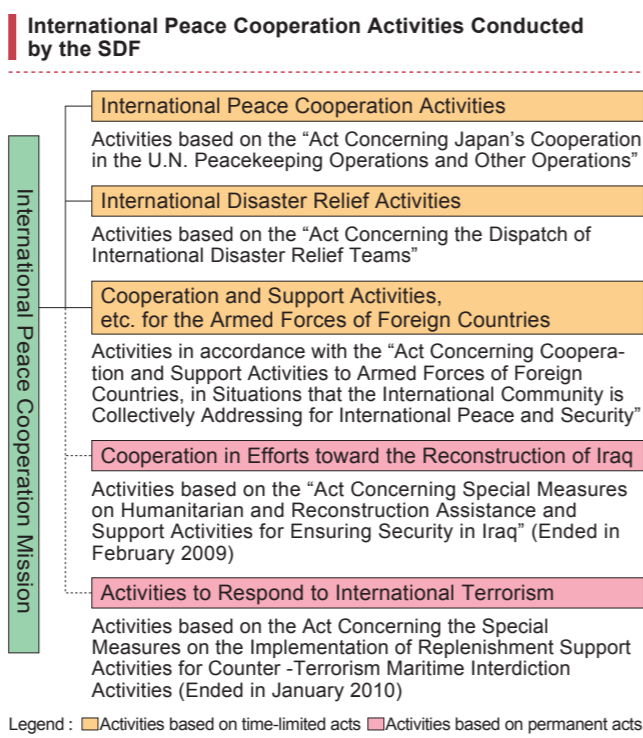 International Peace Cooperation Activities Conducted
by the SDF
International Peace Cooperation Mission
International Peace Cooperation Activities
Activities based on the “Act Concerning Japan’s Cooperation
in the U.N. Peacekeeping Operations and Other Operations”
International Disaster Relief Activities
Activities based on the “Act Concerning the Dispatch of
International Disaster Relief Teams”
Cooperation and Support Activities,
etc. for the Armed Forces of Foreign Countries
Activities in accordance with the “Act Concerning Coopera-
tion and Support Activities to Armed Forces of Foreign
Countries, in Situations that the International Community is
Collectively Addressing for International Peace and Security”
Cooperation in Efforts toward the Reconstruction of Iraq
Activities based on the “Act Concerning Special Measures
on Humanitarian and Reconstruction Assistance and
Support Activities for Ensuring Security in Iraq” (Ended in
February 2009)
Activities to Respond to International Terrorism
Activities based on the Act Concerning the Special
Measures on the Implementation of Replenishment Support
Activities for Counter -Terrorism Maritime Interdiction
Activities (Ended in January 2010)
Legend : Activities based on time-limited acts Activities based on permanent acts